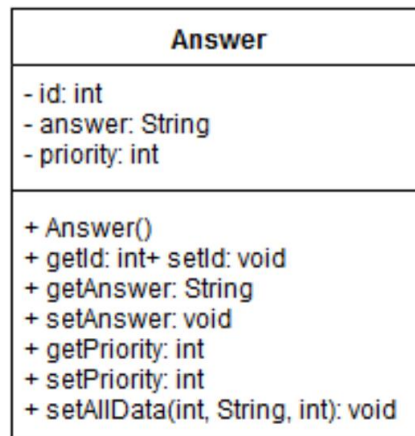 Answer
- id: int
- answer: String
- priority: int
+ Answer()
+ getId: int+ setId: void
+ getAnswer: String
+ setAnswer: void
+ getPriority: int
+ setPriority: int
+ setAllData(int, String, int): void